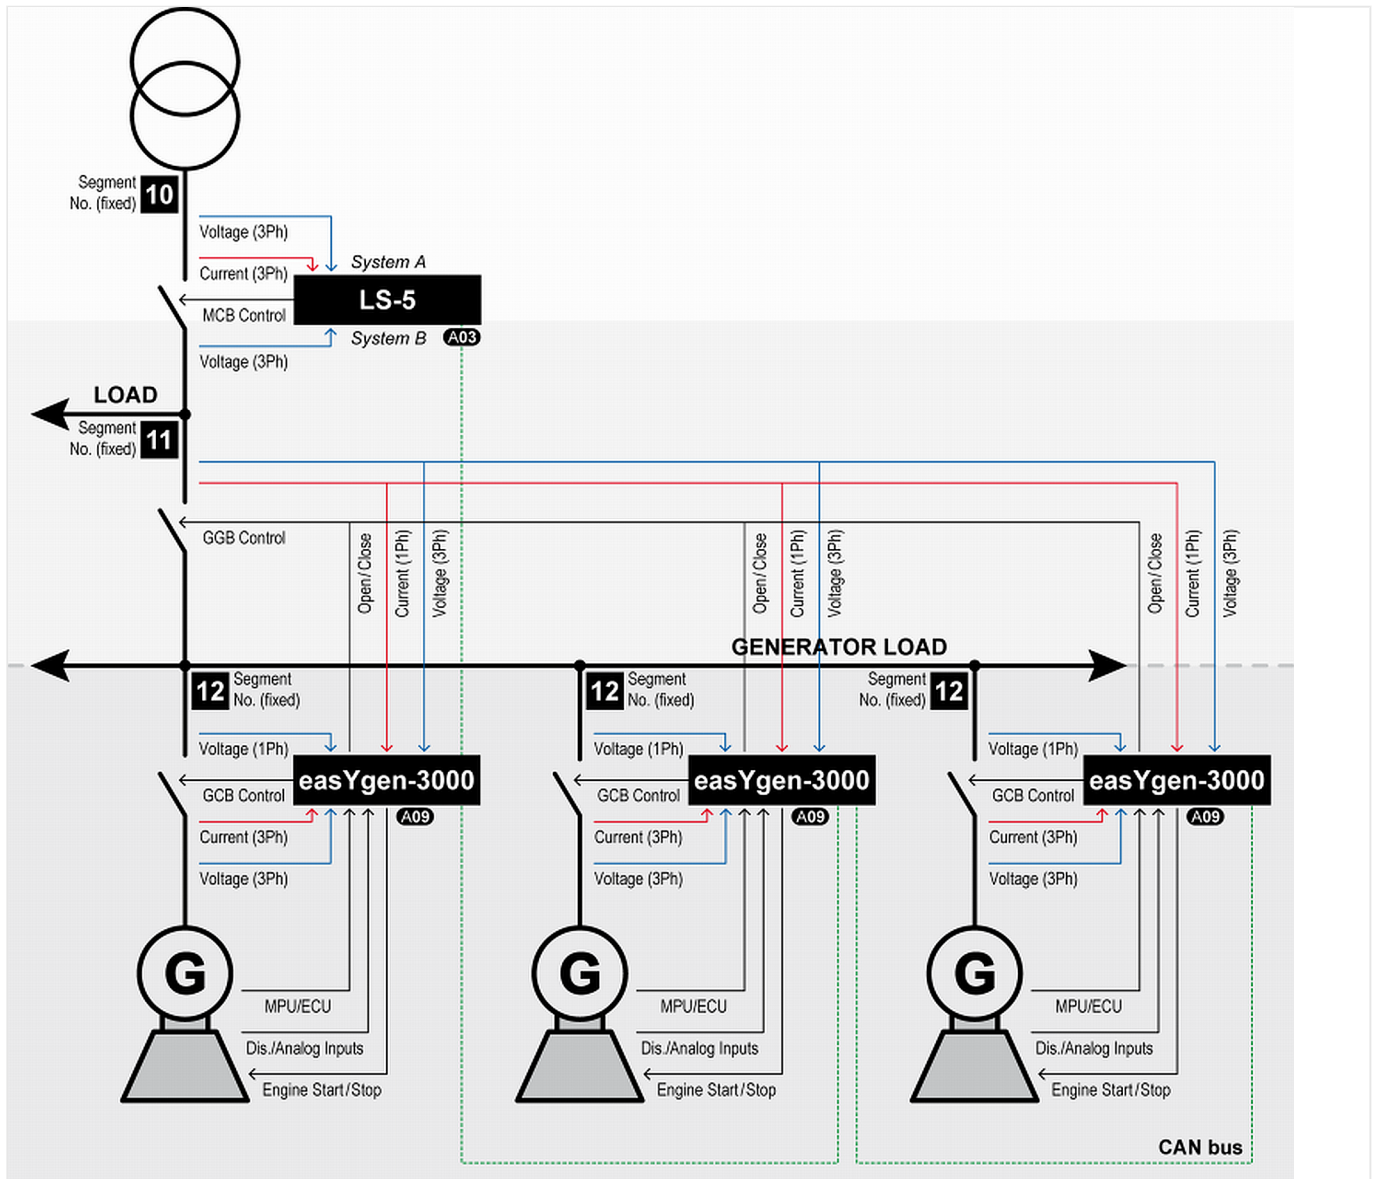 Segment
No. (fixed)
10
Voltage (3Ph)
System A
Current (3Ph)
LS-5
MCB Control
System B
A03
Voltage (3Ph)
LOAD
Segment
No. (fixed)
11
GGB Control
Open/Close
Current (1Ph)
Voltage (3Ph)
Open/Close
Current (1Ph)
Voltage (3Ph)
Open/Close
Current (1Ph)
Voltage (3Ph)
GENERATOR LOAD
12
Segment
No. (fixed)
12
Segment
No. (fixed)
Segment
No. (fixed)
12
Voltage (1Ph)
easYgen-3000
GCB Control
A09
Current (3Ph)
Voltage (3Ph)
Voltage (1Ph)
easYgen-3000
GCB Control
A09
Current (3Ph)
Voltage (3Ph)
Voltage (1Ph)
easYgen-3000
GCB Control
A09
Current (3Ph)
Voltage (3Ph)
G
MPU/ECU
Dis./Analog Inputs
Engine Start/Stop
G
MPU/ECU
Dis./Analog Inputs
Engine Start/Stop
G
MPU/ECU
Dis./Analog Inputs
Engine Start/Stop
CAN bus